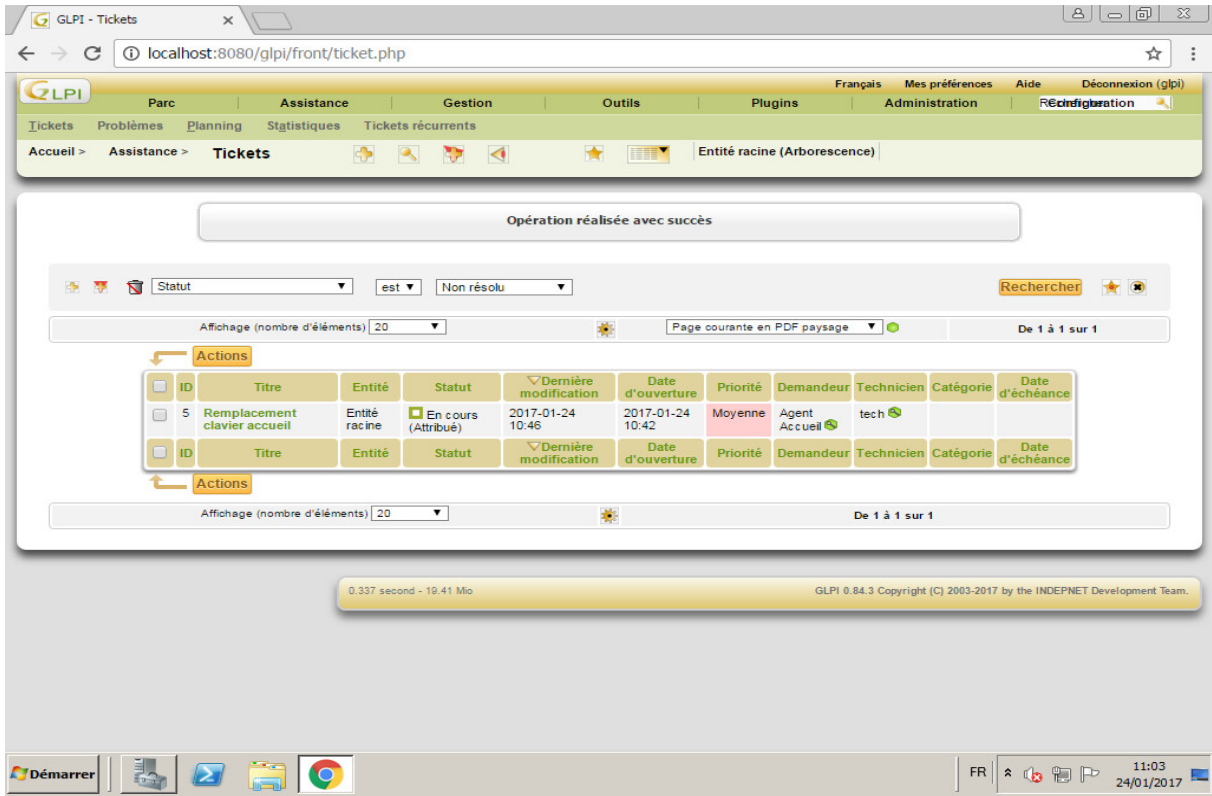 GLPI - Tickets
localhost:8080/glpi/front/ticket.php
GLPI
Français Mes préférences Aide Déconnexion (glpi)
Parc Assistance Gestion Outils Plugins Administration Configuration
Tickets Problèmes Planning Statistiques Tickets récurrents
Accueil > Assistance > Tickets Entité racine (Arborescence)
Opération réalisée avec succès
Statut est Non résolu Rechercher
Affichage (nombre d'éléments) 20 Page courante en PDF paysage De 1 à 1 sur 1
Actions
ID Titre Entité Statut Dernière modification Date d'ouverture Priorité Demandeur Technicien Catégorie Date d'échéance
5 Remplacement clavier accueil Entité racine En cours (Attribué) 2017-01-24 10:46 2017-01-24 10:42 Moyenne Agent Accueil tech
ID Titre Entité Statut Dernière modification Date d'ouverture Priorité Demandeur Technicien Catégorie Date d'échéance
Actions
Affichage (nombre d'éléments) 20 De 1 à 1 sur 1
0.337 second - 19.41 Mio GLPI 0.84.3 Copyright (C) 2003-2017 by the INDEPNET Development Team.
Démarrer FR 11:03
24/01/2017